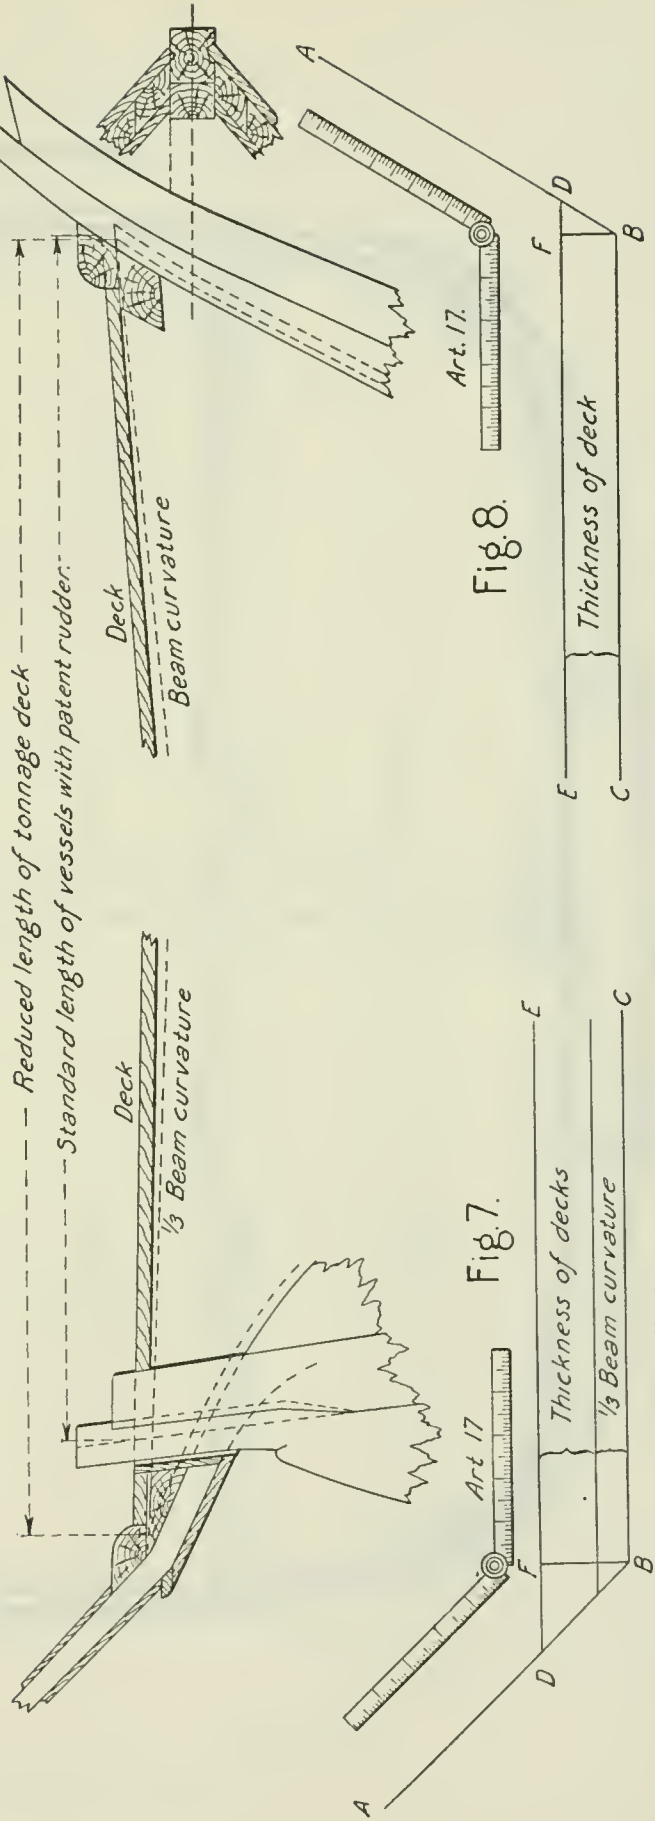 Reduced length of tonnage deck
Standard length of vessels with patent rudder.
Deck
1/3 Beam curvature
Deck
Beam curvature
Fig. 7.
Art 17
A
D
F
B
E
C
Thickness of decks
1/3 Beam curvature
Fig. 8.
Art. 17.
A
D
F
B
E
C
Thickness of deck